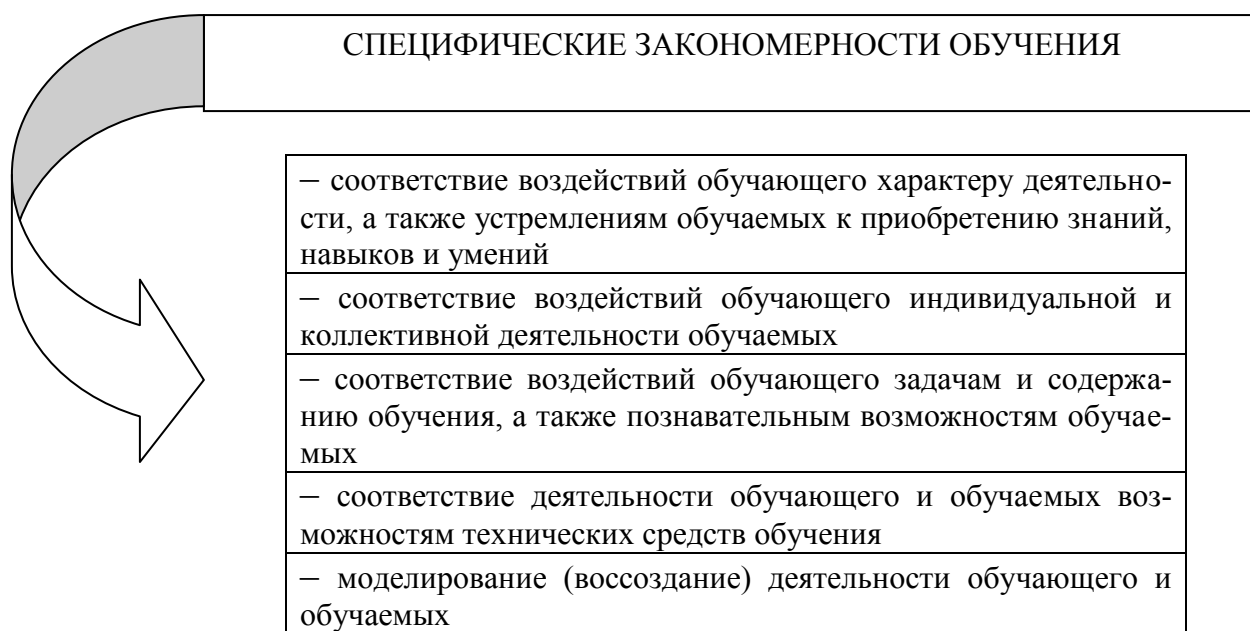 СПЕЦИФИЧЕСКИЕ ЗАКОНОМЕРНОСТИ ОБУЧЕНИЯ
– соответствие воздействий обучающего характеру деятельно-
сти, а также устремлениям обучаемых к приобретению знаний,
навыков и умений
– соответствие воздействий обучающего индивидуальной и
коллективной деятельности обучаемых
– соответствие воздействий обучающего задачам и содержа-
нию обучения, а также познавательным возможностям обучае-
мых
– соответствие деятельности обучающего и обучаемых воз-
можностям технических средств обучения
– моделирование (воссоздание) деятельности обучающего и
обучаемых